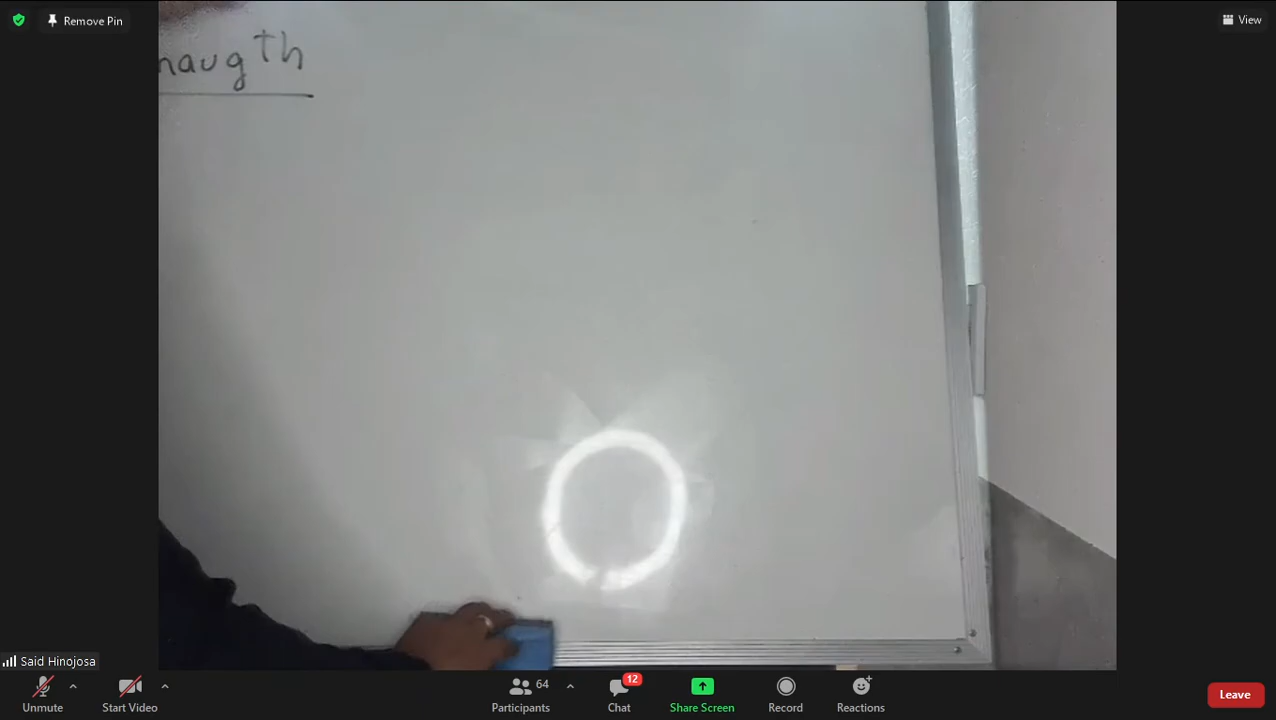 Remove Pin
View
naugth
Said Hinojosa
64
12
Unmute
Start Video
Participants
Chat
Share Screen
Record
Reactions
Leave